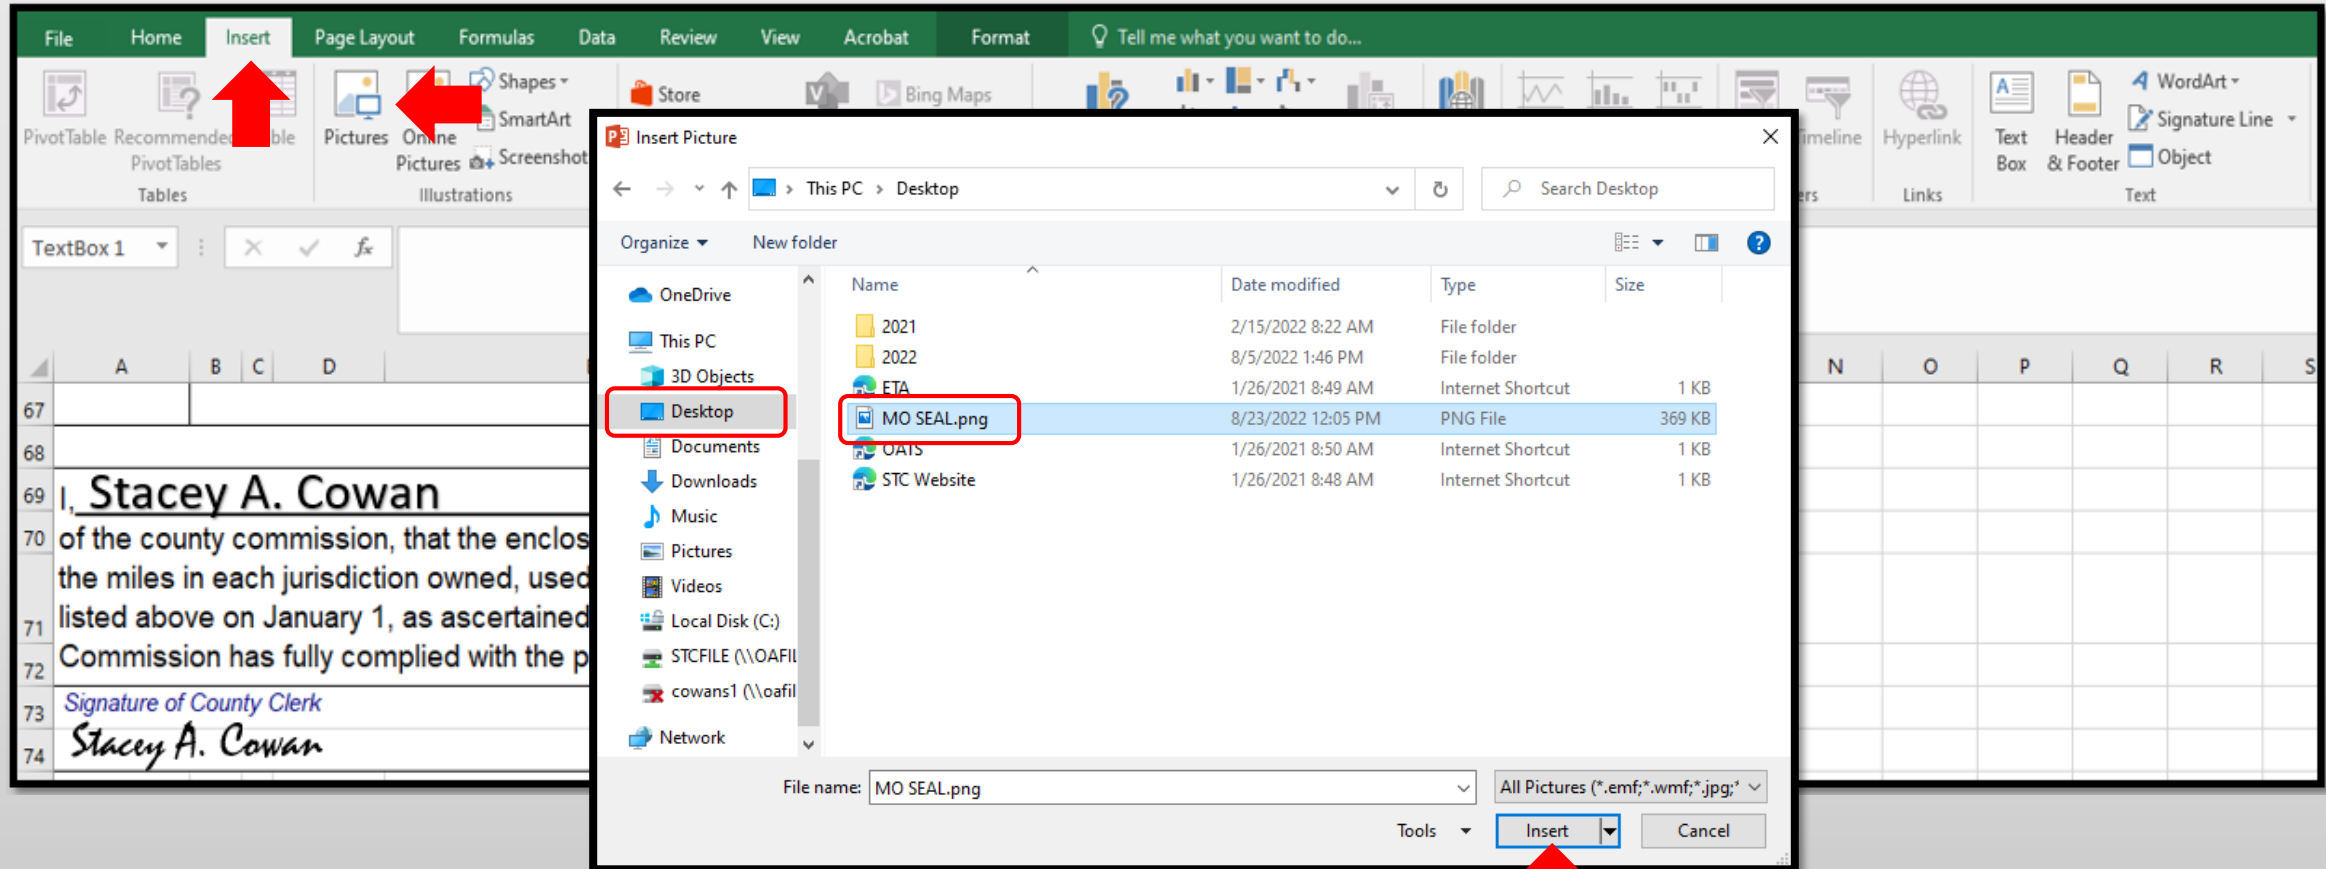 File Home Insert Page Layout Formulas Data Review View Acrobat Format Tell me what you want to do...
PivotTable Recommended PivotTables
Tables
Pictures Online Pictures
Shapes
SmartArt
Screenshot
Illustrations
Store
Bing Maps
Hyperlink
Links
Text Box
Header & Footer
WordArt
Signature Line
Object
Text
TextBox 1 fx
A B C D N O P Q R S
67
68
69 I, Stacey A. Cowan
70 of the county commission, that the enclos
the miles in each jurisdiction owned, used
71 listed above on January 1, as ascertained
72 Commission has fully complied with the p
73 Signature of County Clerk
74 Stacey A. Cowan
Insert Picture
This PC > Desktop
Search Desktop
Organize New folder
OneDrive
This PC
3D Objects
Desktop
Documents
Downloads
Music
Pictures
Videos
Local Disk (C:)
STCFILE (\\OAFIL
cowans1 (\\oafil
Network
Name Date modified Type Size
2021 2/15/2022 8:22 AM File folder
2022 8/5/2022 1:46 PM File folder
ETA 1/26/2021 8:49 AM Internet Shortcut 1 KB
MO SEAL.png 8/23/2022 12:05 PM PNG File 369 KB
OATS 1/26/2021 8:50 AM Internet Shortcut 1 KB
STC Website 1/26/2021 8:48 AM Internet Shortcut 1 KB
File name: MO SEAL.png All Pictures (*.emf;*.wmf;*.jpg;*
Tools Insert Cancel